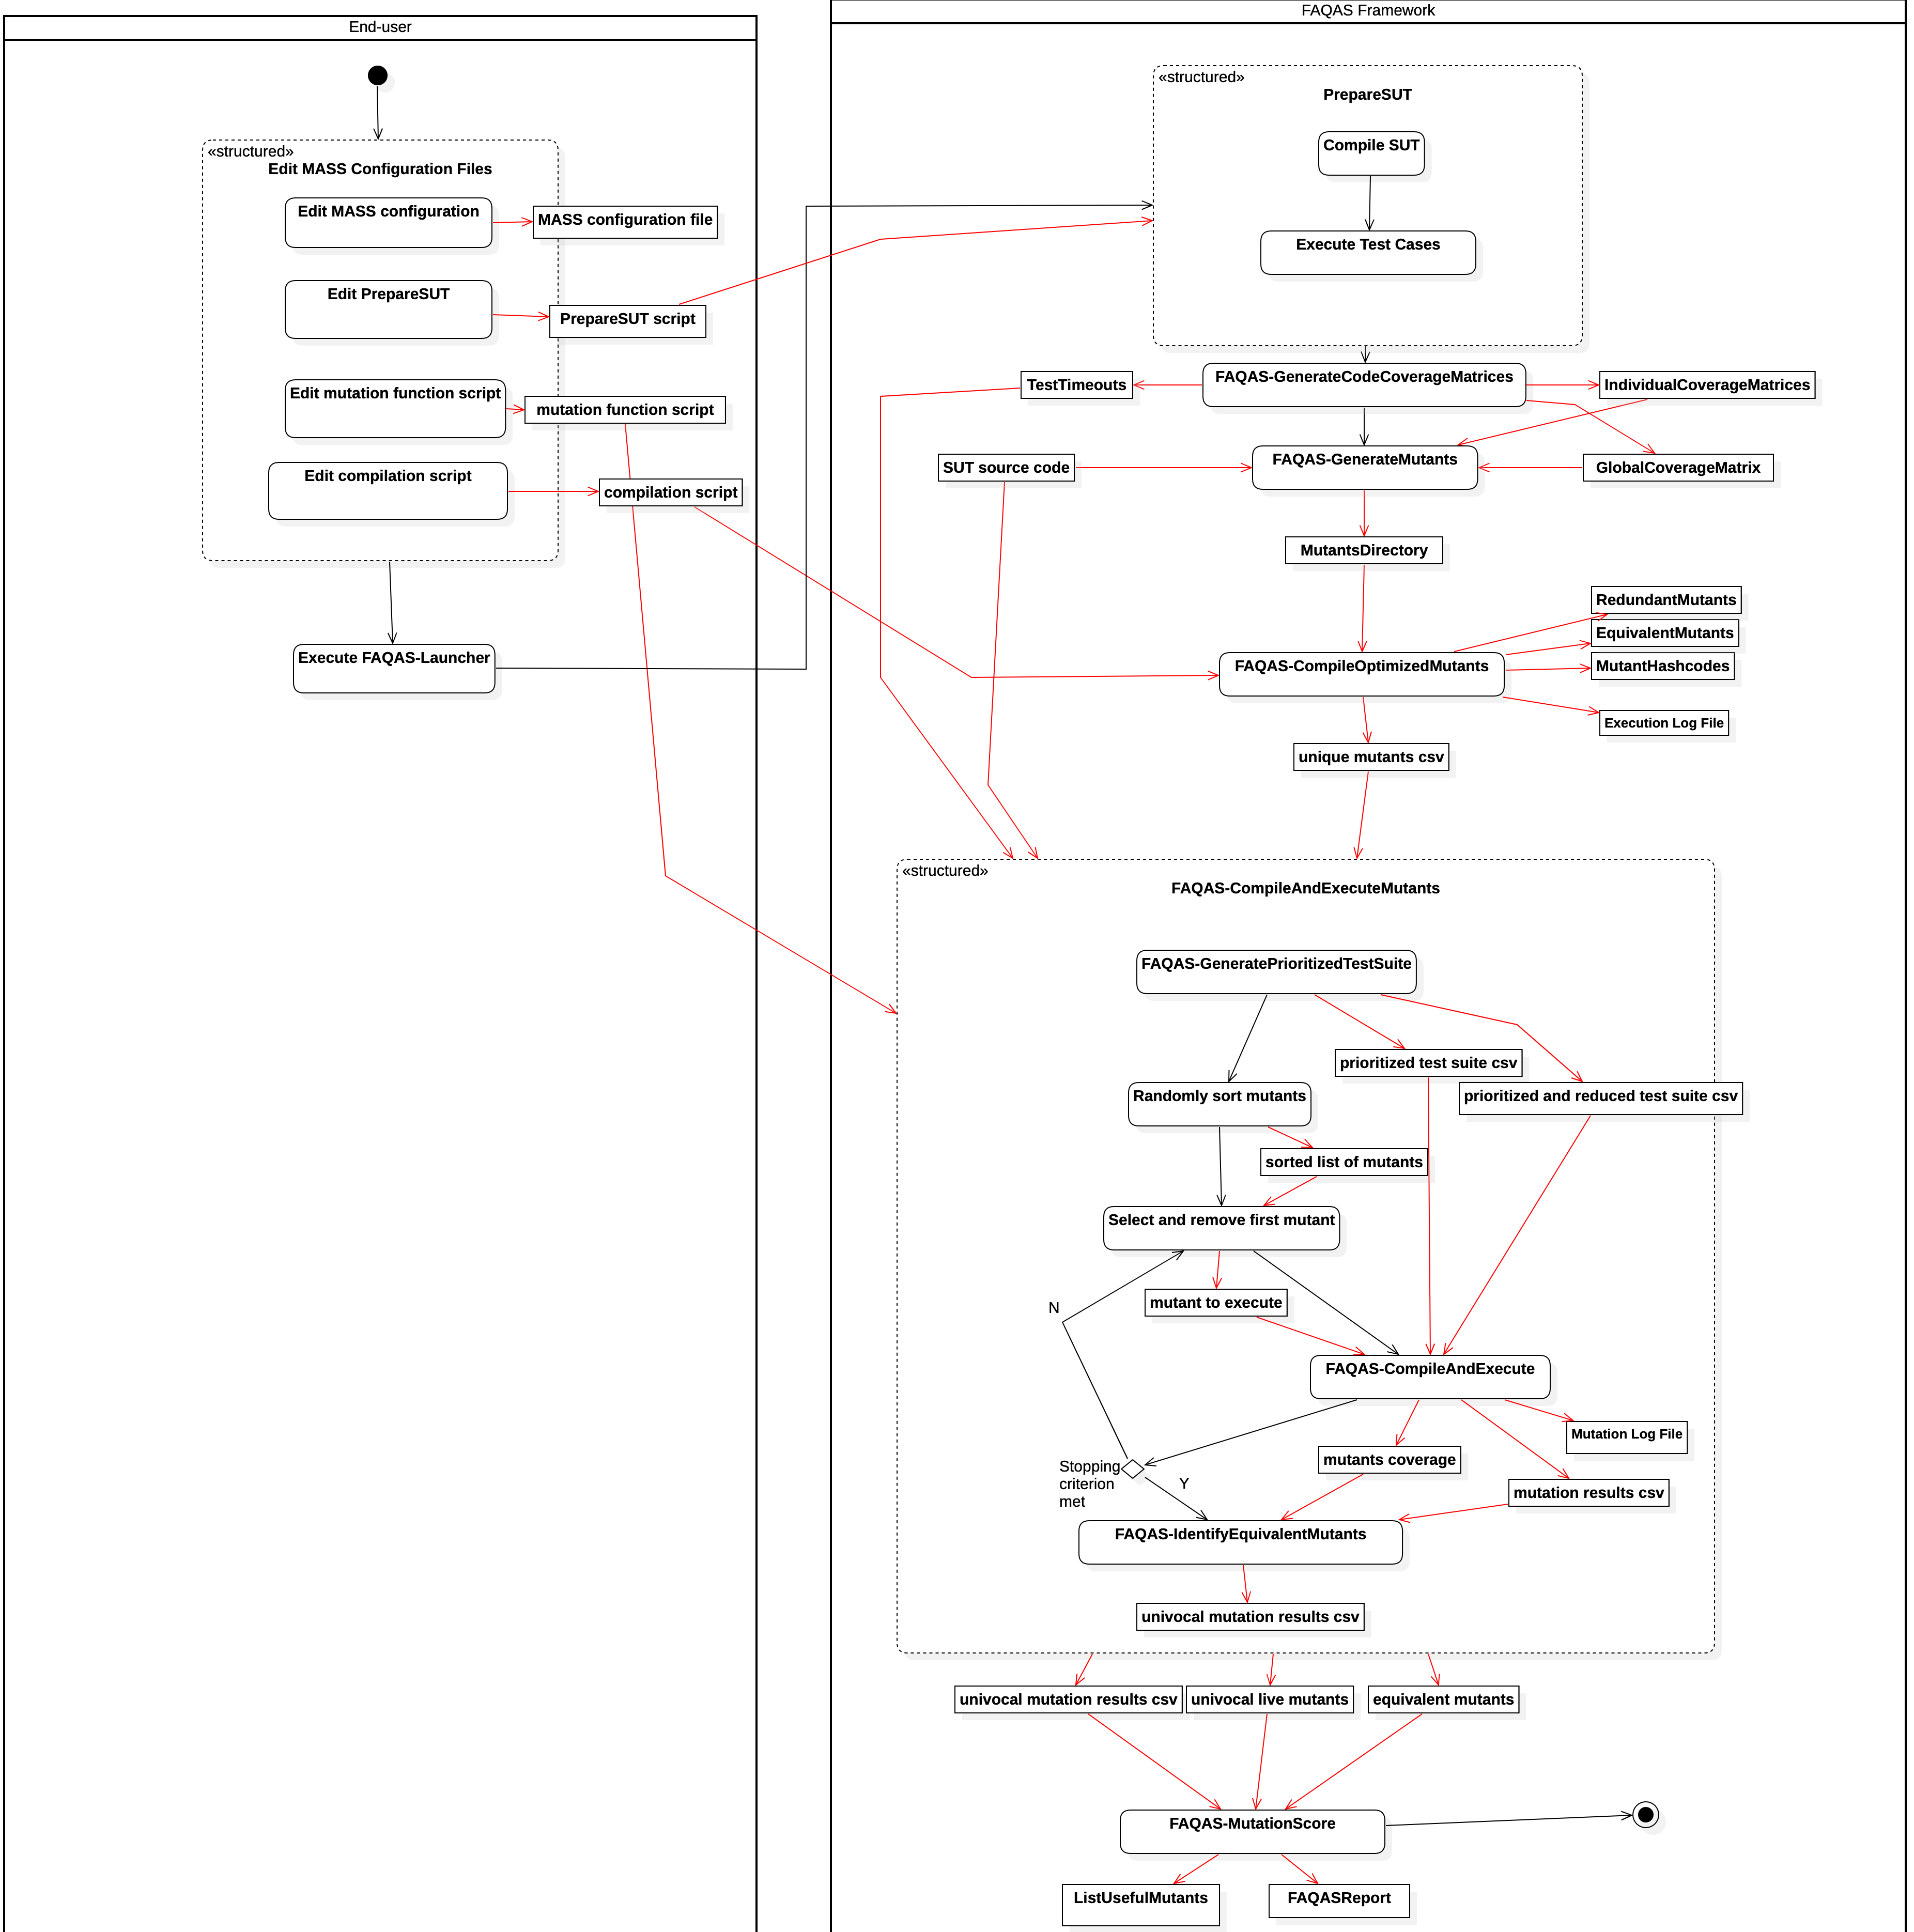 End-user
«structured»
Edit MASS Configuration Files
Edit MASS configuration
MASS configuration file
Edit PrepareSUT
PrepareSUT script
Edit mutation function script
mutation function script
Edit compilation script
compilation script
Execute FAQAS-Launcher
FAQAS Framework
«structured»
PrepareSUT
Compile SUT
Execute Test Cases
TestTimeouts
FAQAS-GenerateCodeCoverageMatrices
IndividualCoverageMatrices
SUT source code
FAQAS-GenerateMutants
GlobalCoverageMatrix
MutantsDirectory
RedundantMutants
EquivalentMutants
FAQAS-CompileOptimizedMutants
MutantHashcodes
Execution Log File
unique mutants csv
«structured»
FAQAS-CompileAndExecuteMutants
FAQAS-GeneratePrioritizedTestSuite
prioritized test suite csv
Randomly sort mutants
prioritized and reduced test suite csv
sorted list of mutants
Select and remove first mutant
N
mutant to execute
FAQAS-CompileAndExecute
Mutation Log File
mutants coverage
Stopping
criterion
met
Y
mutation results csv
FAQAS-IdentifyEquivalentMutants
univocal mutation results csv
univocal mutation results csv
univocal live mutants
equivalent mutants
FAQAS-MutationScore
ListUsefulMutants
FAQASReport